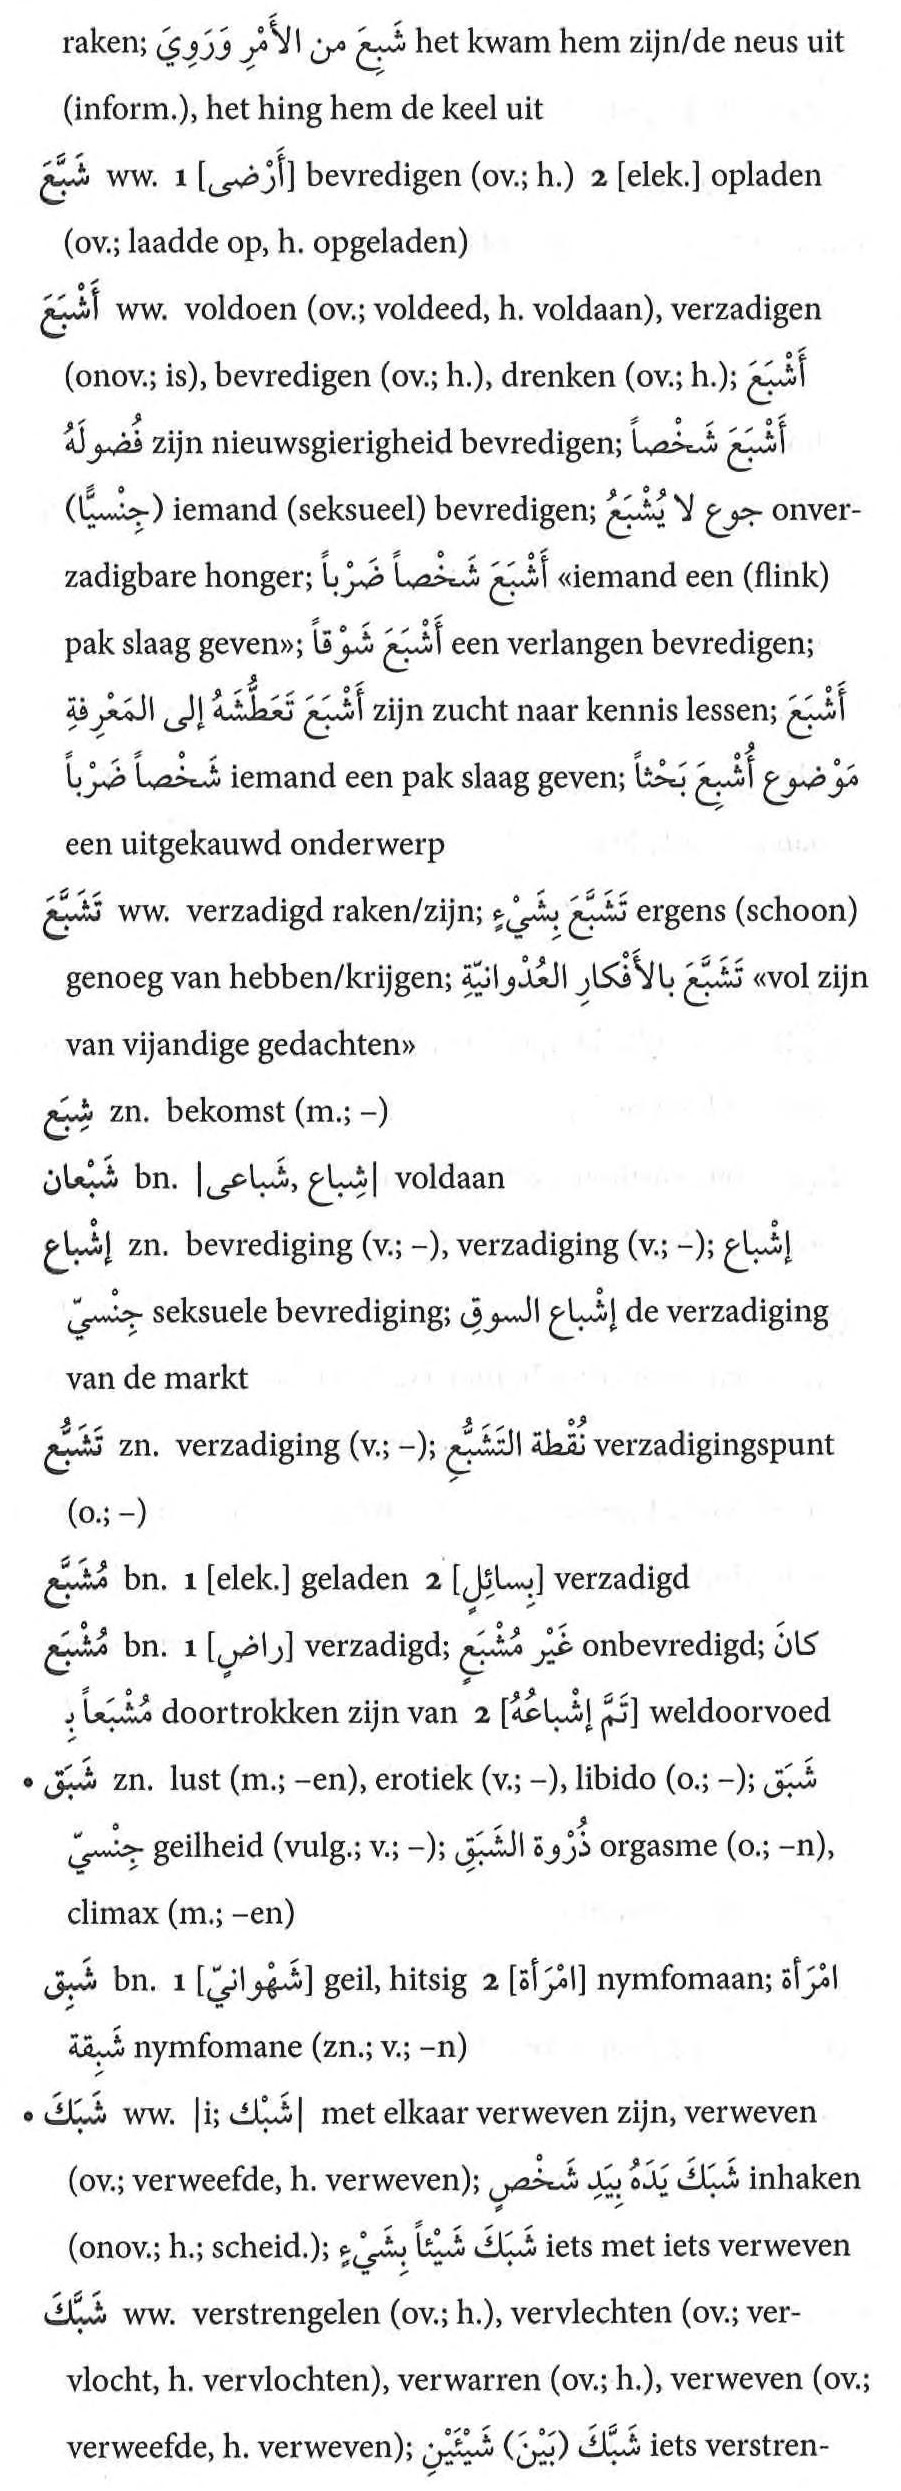 raken; شَبِعَ من الأَمْرِ وَرَوِيَ het kwam hem zijn/de neus uit
(inform.), het hing hem de keel uit
شَبَّعَ ww. 1 [أَرْضى] bevredigen (ov.; h.) 2 [elek.] opladen
(ov.; laadde op, h. opgeladen)
أَشْبَعَ ww. voldoen (ov.; voldeed, h. voldaan), verzadigen
(onov.; is), bevredigen (ov.; h.), drenken (ov.; h.); أَشْبَعَ
فُضولَهُ zijn nieuwsgierigheid bevredigen; أَشْبَعَ شَخْصاً
(جِنْسيًّا) iemand (seksueel) bevredigen; جوع لا يُشْبَعُ onver-
zadigbare honger; أَشْبَعَ شَخْصاً ضَرْباً «iemand een (flink)
pak slaag geven»; أَشْبَعَ شَوْقاً een verlangen bevredigen;
أَشْبَعَ تَعَطُّشَهُ إلى المَعْرِفةِ zijn zucht naar kennis lessen; أَشْبَعَ
شَخْصاً ضَرْباً iemand een pak slaag geven; مَوْضوع أُشْبِعَ بَحْثاً
een uitgekauwd onderwerp
تَشَبَّعَ ww. verzadigd raken/zijn; تَشَبَّعَ بِشَيْءٍ ergens (schoon)
genoeg van hebben/krijgen; تَشَبَّعَ بالأَفْكارِ العُدْوانيّةِ «vol zijn
van vijandige gedachten»
شِبَع zn. bekomst (m.; –)
شَبْعان bn. |شِباع, شَباعى| voldaan
إشْباع zn. bevrediging (v.; –), verzadiging (v.; –); إشْباع
جِنْسيّ seksuele bevrediging; إشْباع السوقِ de verzadiging
van de markt
تَشَبُّع zn. verzadiging (v.; –); نُقْطة التَشَبُّعِ verzadigingspunt
(o.; –)
مُشَبَّع bn. 1 [elek.] geladen 2 [بِسائِلٍ] verzadigd
مُشْبَع bn. 1 [راضٍ] verzadigd; غَيْر مُشْبَعٍ onbevredigd; كانَ
مُشْبَعاً بِـ doortrokken zijn van 2 [تَمَّ إشْباعُهُ] weldoorvoed
• شَبَق zn. lust (m.; –en), erotiek (v.; –), libido (o.; –); شَبَق
جِنْسيّ geilheid (vulg.; v.; –); ذُرْوة الشَبَقِ orgasme (o.; –n),
climax (m.; –en)
شَبِق bn. 1 [شَهْوانيّ] geil, hitsig 2 [امْرَأة] nymfomaan; امْرَأة
شَبِقة nymfomane (zn.; v.; –n)
• شَبَكَ ww. |i; شَبْك| met elkaar verweven zijn, verweven
(ov.; verweefde, h. verweven); شَبَكَ يَدَهُ بِيَدِ شَخْصٍ inhaken
(onov.; h.; scheid.); شَبَكَ شَيْئاً بِشَيْءٍ iets met iets verweven
شَبَّكَ ww. verstrengelen (ov.; h.), vervlechten (ov.; ver-
vlocht, h. vervlochten), verwarren (ov.; h.), verweven (ov.;
verweefde, h. verweven); شَبَّكَ (بَيْنَ) شَيْئَيْنِ iets verstren-